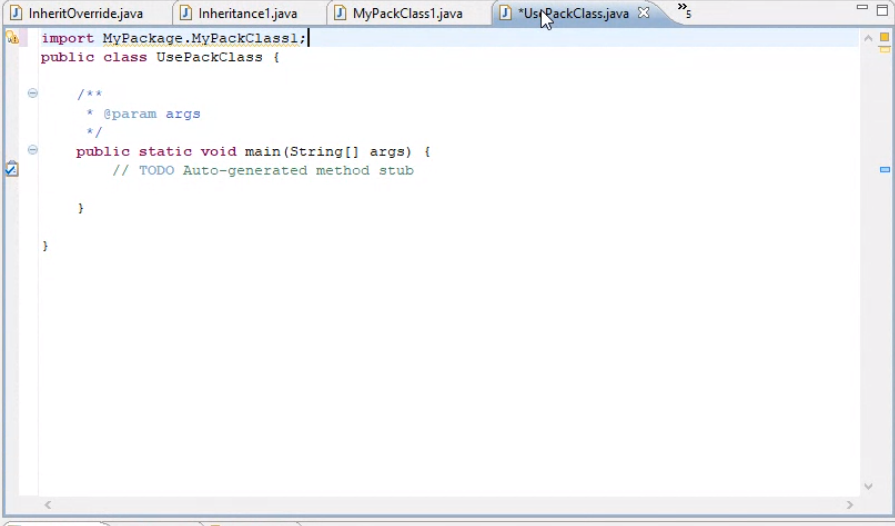 InheritOverride.java Inheritance1.java MyPackClass1.java *UsePackClass.java »5
import MyPackage.MyPackClass1;
public class UsePackClass {
/**
* @param args
*/
public static void main(String[] args) {
// TODO Auto-generated method stub
}
}